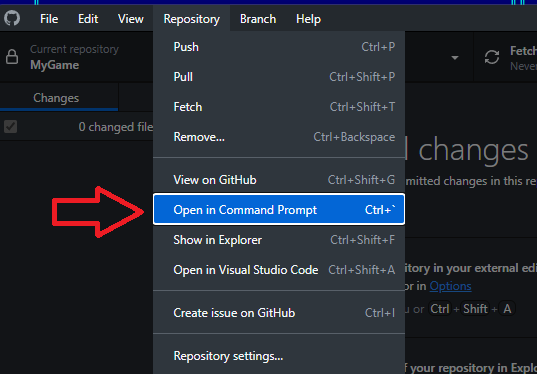 File Edit View Repository Branch Help
Current repository
MyGame
Fetch
Never
Changes
0 changed file
Push Ctrl+P
Pull Ctrl+Shift+P
Fetch Ctrl+Shift+T
Remove... Ctrl+Backspace
View on GitHub Ctrl+Shift+G
Open in Command Prompt Ctrl+`
Show in Explorer Ctrl+Shift+F
Open in Visual Studio Code Ctrl+Shift+A
Create issue on GitHub Ctrl+I
Repository settings...
l changes
mitted changes in this re
itory in your external edi
or in Options
u or Ctrl + Shift + A
of your repository in Explo